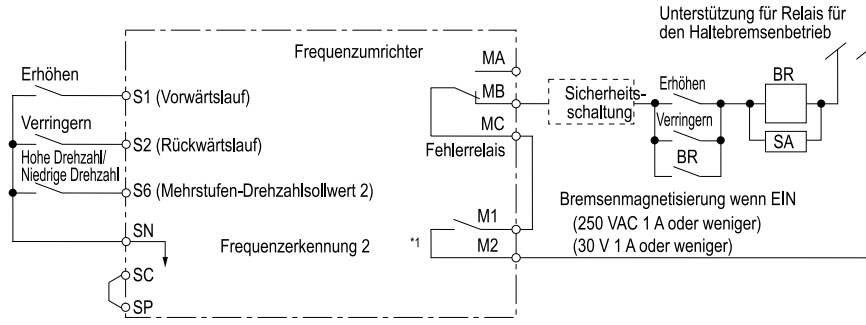 Unterstützung für Relais für
den Haltebremsenbetrieb
Frequenzumrichter
MA
BR
Erhöhen
S1 (Vorwärtslauf)
MB
Sicherheits-
schaltung
Erhöhen
Verringern
S2 (Rückwärtslauf)
MC
Fehlerrelais
Verringern
SA
Hohe Drehzahl/
Niedrige Drehzahl
BR
S6 (Mehrstufen-Drehzahlsollwert 2)
Bremsenmagnetisierung wenn EIN
(250 VAC 1 A oder weniger)
(30 V 1 A oder weniger)
SN
Frequenzerkennung 2
*1
M1
M2
SC
SP